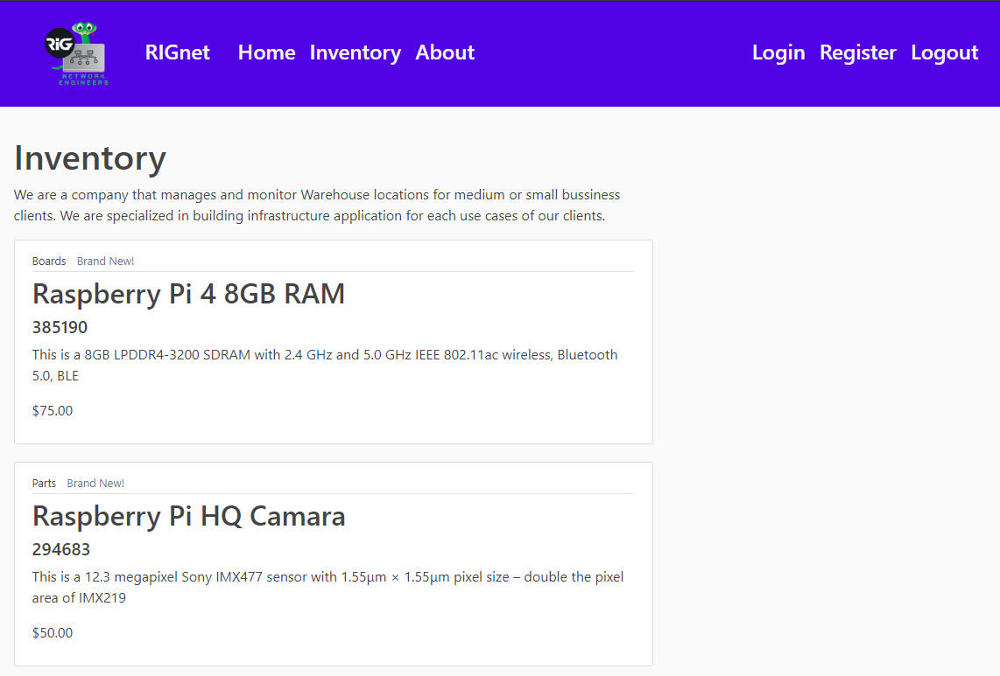 RiG
NETWORK
ENGINEERS
RIGnet Home Inventory About Login Register Logout
Inventory
We are a company that manages and monitor Warehouse locations for medium or small bussiness
clients. We are specialized in building infrastructure application for each use cases of our clients.
Boards Brand New!
Raspberry Pi 4 8GB RAM
385190
This is a 8GB LPDDR4-3200 SDRAM with 2.4 GHz and 5.0 GHz IEEE 802.11ac wireless, Bluetooth
5.0, BLE
$75.00
Parts Brand New!
Raspberry Pi HQ Camara
294683
This is a 12.3 megapixel Sony IMX477 sensor with 1.55μm × 1.55μm pixel size – double the pixel
area of IMX219
$50.00